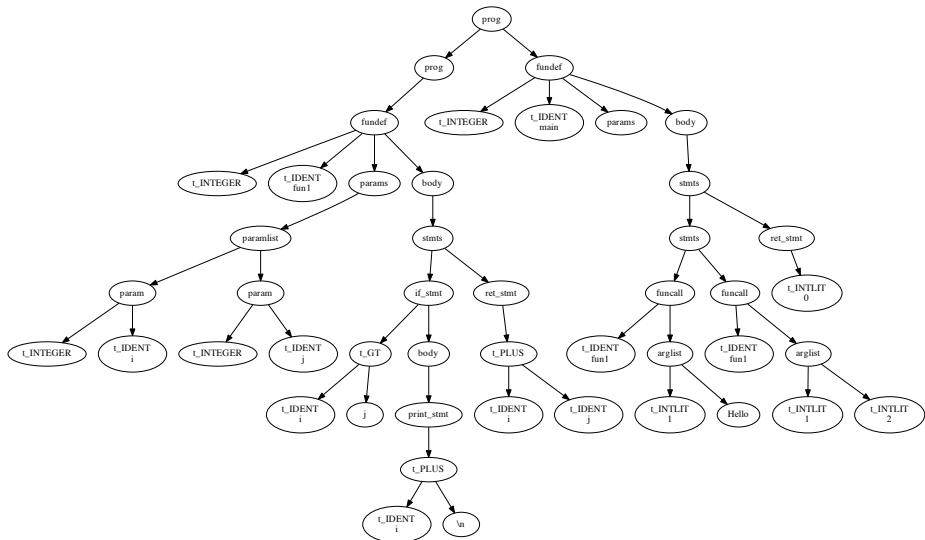 prog
prog
fundef
fundef
t_INTEGER
t_IDENT
main
params
body
t_INTEGER
t_IDENT
fun1
params
body
stmts
paramlist
stmts
stmts
ret_stmt
param
param
if_stmt
ret_stmt
funcall
funcall
t_INTLIT
0
t_INTEGER
t_IDENT
i
t_INTEGER
t_IDENT
j
t_GT
body
t_PLUS
t_IDENT
fun1
arglist
t_IDENT
fun1
arglist
t_IDENT
i
j
print_stmt
t_IDENT
i
t_IDENT
j
t_INTLIT
1
Hello
t_INTLIT
1
t_INTLIT
2
t_PLUS
t_IDENT
i
\n